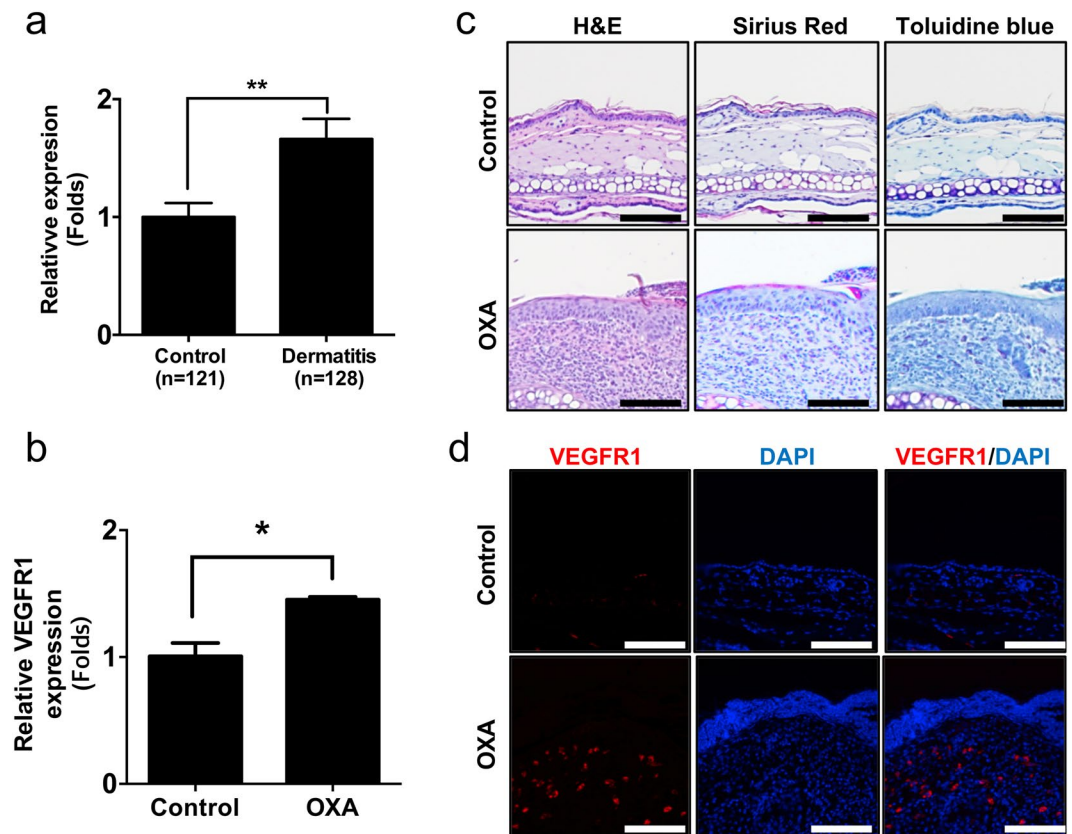 a
Relativve expresion
(Folds)
2
1
0
**
Control
(n=121)
Dermatitis
(n=128)
b
Relative VEGFR1
expression
(Folds)
2
1
0
*
Control
OXA
c
H&E
Sirius Red
Toluidine blue
Control
OXA
d
VEGFR1
DAPI
VEGFR1/DAPI
Control
OXA